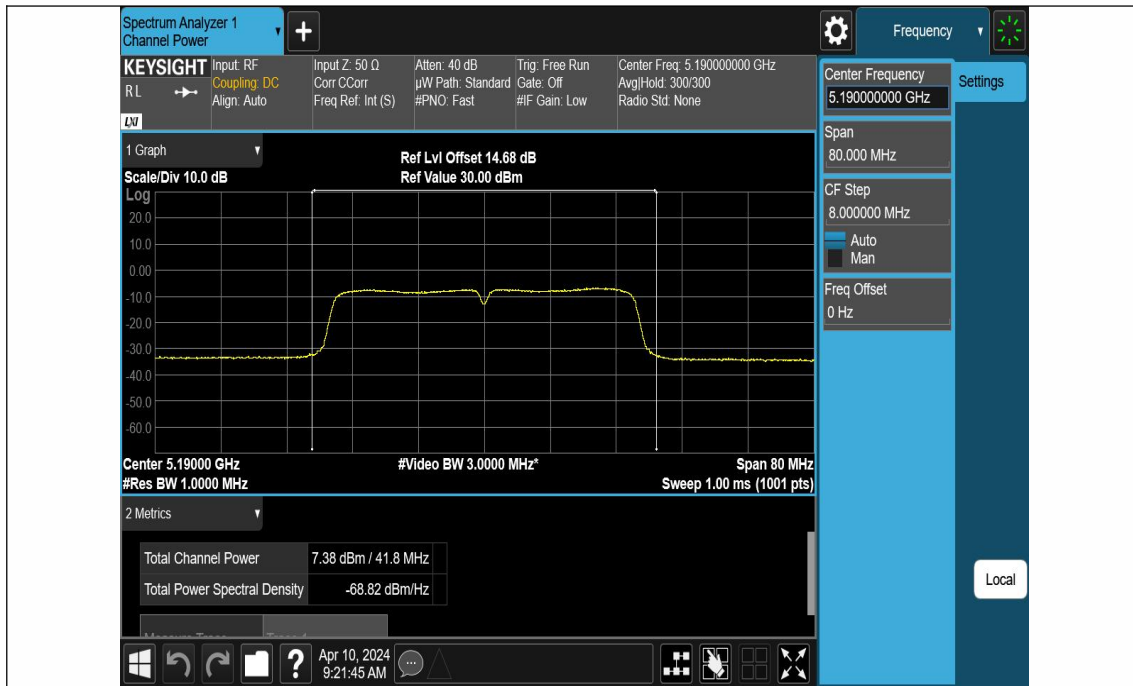 Spectrum Analyzer 1
Channel Power
+
Frequency
KEYSIGHT
RL
LXI
Input: RF
Coupling: DC
Align: Auto
Input Z: 50 Ω
Corr CCorr
Freq Ref: Int (S)
Atten: 40 dB
µW Path: Standard
#PNO: Fast
Trig: Free Run
Gate: Off
#IF Gain: Low
Center Freq: 5.190000000 GHz
Avg|Hold: 300/300
Radio Std: None
Center Frequency
5.190000000 GHz
Settings
Span
80.000 MHz
CF Step
8.000000 MHz
Auto
Man
Freq Offset
0 Hz
1 Graph
Scale/Div 10.0 dB
Ref Lvl Offset 14.68 dB
Ref Value 30.00 dBm
Log
20.0
10.0
0.00
-10.0
-20.0
-30.0
-40.0
-50.0
-60.0
Center 5.19000 GHz
#Res BW 1.0000 MHz
#Video BW 3.0000 MHz*
Span 80 MHz
Sweep 1.00 ms (1001 pts)
2 Metrics
Total Channel Power 7.38 dBm / 41.8 MHz
Total Power Spectral Density -68.82 dBm/Hz
Local
?
Apr 10, 2024
9:21:45 AM